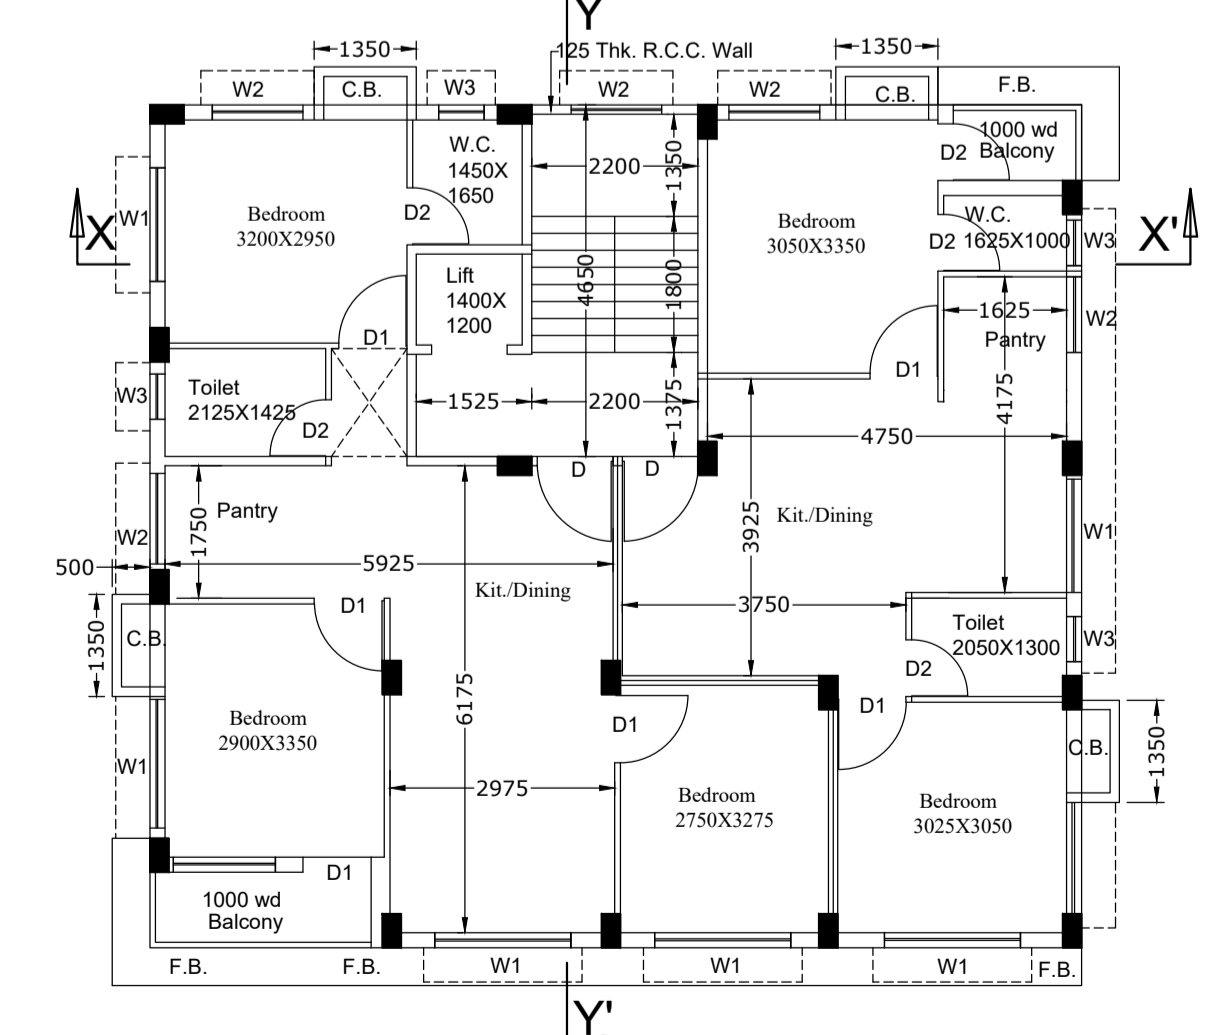 Y
125 Thk. R.C.C. Wall
1350
1350
W2
C.B.
W3
W2
W2
C.B.
F.B.
1000 wd
Balcony
D2
W.C.
1450X
1650
2200
1350
W1
X
Bedroom
3200X2950
D2
Bedroom
3050X3350
W.C.
1625X1000
D2
W3
X'
Lift
1400X
1200
4650
1800
1625
Pantry
W2
D1
D1
W3
Toilet
2125X1425
D2
1525
2200
1375
4175
4750
D
D
Pantry
1750
W2
500
5925
3925
Kit./Dining
W1
Kit./Dining
D1
3750
1350
C.B.
Toilet
2050X1300
W3
D2
6175
Bedroom
2900X3350
D1
D1
C.B.
1350
W1
2975
Bedroom
2750X3275
Bedroom
3025X3050
D1
1000 wd
Balcony
F.B.
F.B.
W1
W1
W1
F.B.
Y'